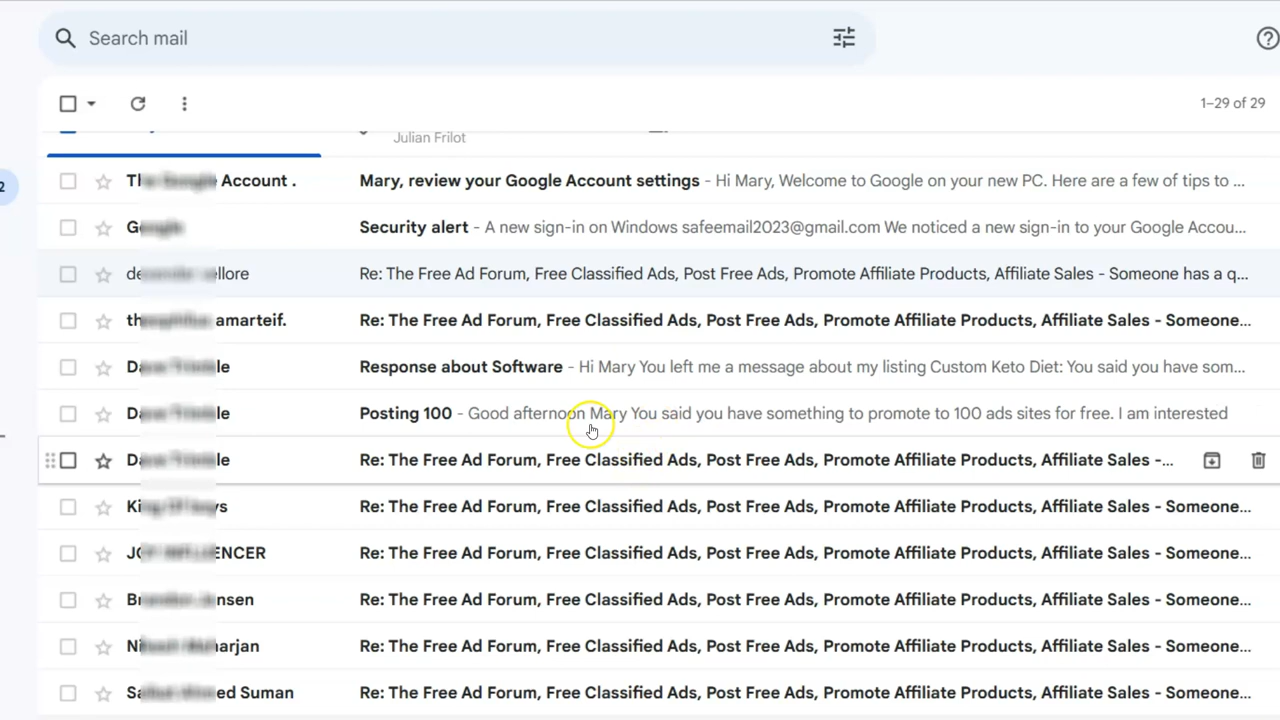 Search mail
1–29 of 29
Julian Frilot
2
Account . Mary, review your Google Account settings - Hi Mary, Welcome to Google on your new PC. Here are a few of tips to ...
Security alert - A new sign-in on Windows safeemail2023@gmail.com We noticed a new sign-in to your Google Accou...
Re: The Free Ad Forum, Free Classified Ads, Post Free Ads, Promote Affiliate Products, Affiliate Sales - Someone has a q...
amarteif. Re: The Free Ad Forum, Free Classified Ads, Post Free Ads, Promote Affiliate Products, Affiliate Sales - Someone...
Response about Software - Hi Mary You left me a message about my listing Custom Keto Diet: You said you have som...
Posting 100 - Good afternoon Mary You said you have something to promote to 100 ads sites for free. I am interested
Re: The Free Ad Forum, Free Classified Ads, Post Free Ads, Promote Affiliate Products, Affiliate Sales -...
Re: The Free Ad Forum, Free Classified Ads, Post Free Ads, Promote Affiliate Products, Affiliate Sales - Someone...
Re: The Free Ad Forum, Free Classified Ads, Post Free Ads, Promote Affiliate Products, Affiliate Sales - Someone...
Re: The Free Ad Forum, Free Classified Ads, Post Free Ads, Promote Affiliate Products, Affiliate Sales - Someone...
Re: The Free Ad Forum, Free Classified Ads, Post Free Ads, Promote Affiliate Products, Affiliate Sales - Someone...
Suman Re: The Free Ad Forum, Free Classified Ads, Post Free Ads, Promote Affiliate Products, Affiliate Sales - Someone...